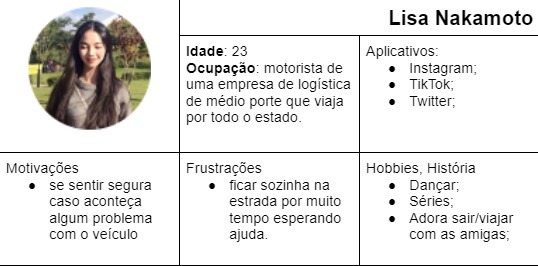 Lisa Nakamoto
Idade: 23
Ocupação: motorista de
uma empresa de logística
de médio porte que viaja
por todo o estado.
Aplicativos:
● Instagram;
● TikTok;
● Twitter;
Motivações
● se sentir segura
caso aconteça
algum problema
com o veículo
Frustrações
● ficar sozinha na
estrada por muito
tempo esperando
ajuda.
Hobbies, História
● Dançar;
● Séries;
● Adora sair/viajar
com as amigas;